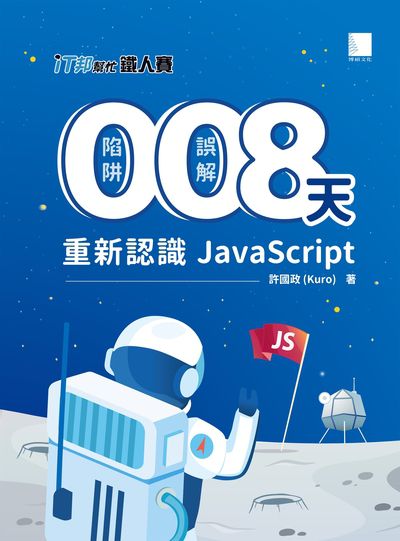 iT邦幫忙 鐵人賽
博碩文化
008天
陷阱
誤解
重新認識 JavaScript
許國政 (Kuro) 著
JS